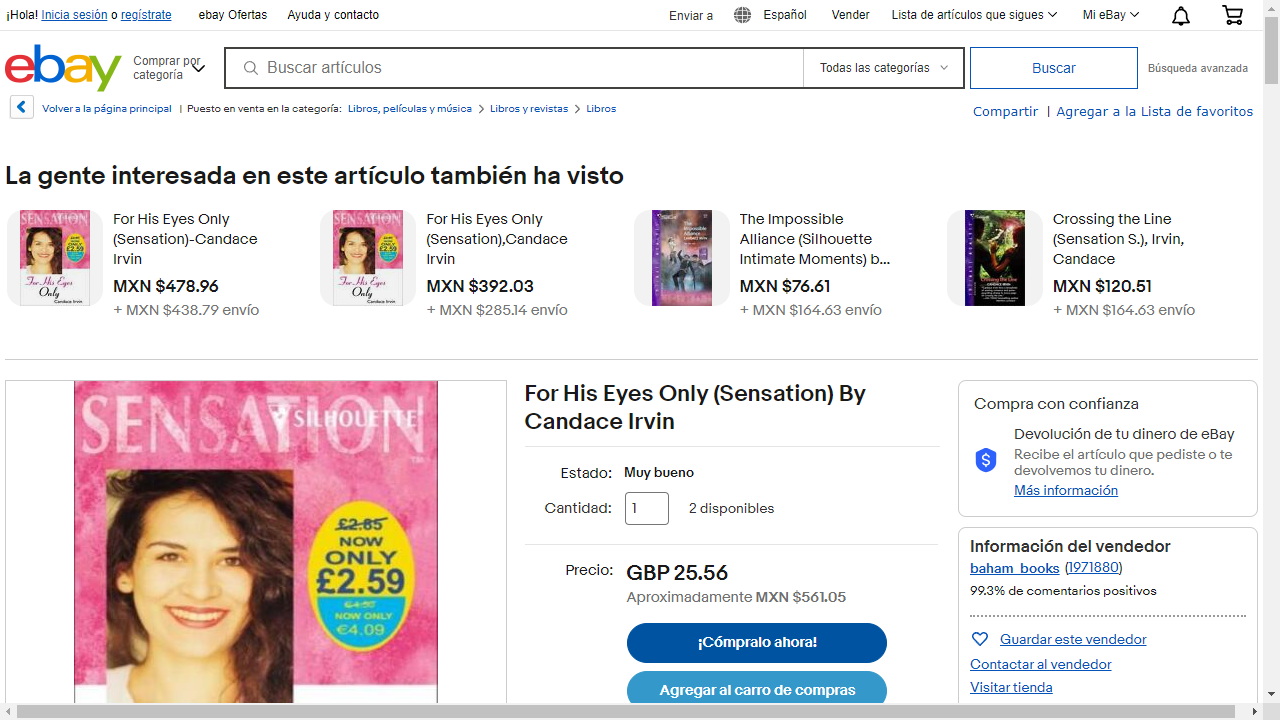 ¡Hola! Inicia sesión o regístrate
ebay Ofertas
Ayuda y contacto
Enviar a
Español
Vender
Lista de artículos que sigues
Mi eBay
ebay
Comprar por categoría
Buscar artículos
Todas las categorías
Buscar
Búsqueda avanzada
Volver a la página principal | Puesto en venta en la categoría: Libros, películas y música > Libros y revistas > Libros
Compartir | Agregar a la Lista de favoritos
La gente interesada en este artículo también ha visto
For His Eyes Only
(Sensation)-Candace
Irvin
MXN $478.96
+ MXN $438.79 envío
For His Eyes Only
(Sensation),Candace
Irvin
MXN $392.03
+ MXN $285.14 envío
The Impossible
Alliance (Silhouette
Intimate Moments) b...
MXN $76.61
+ MXN $164.63 envío
Crossing the Line
(Sensation S.), Irvin,
Candace
MXN $120.51
+ MXN $164.63 envío
SENSATION
SILHOUETTE
£2.85
NOW
ONLY
£2.59
NOW ONLY
€4.09
For His Eyes Only (Sensation) By
Candace Irvin
Estado: Muy bueno
Cantidad: 1 2 disponibles
Precio: GBP 25.56
Aproximadamente MXN $561.05
¡Cómpralo ahora!
Agregar al carro de compras
Compra con confianza
Devolución de tu dinero de eBay
Recibe el artículo que pediste o te
devolvemos tu dinero.
Más información
Información del vendedor
baham_books (1971880)
99.3% de comentarios positivos
Guardar este vendedor
Contactar al vendedor
Visitar tienda